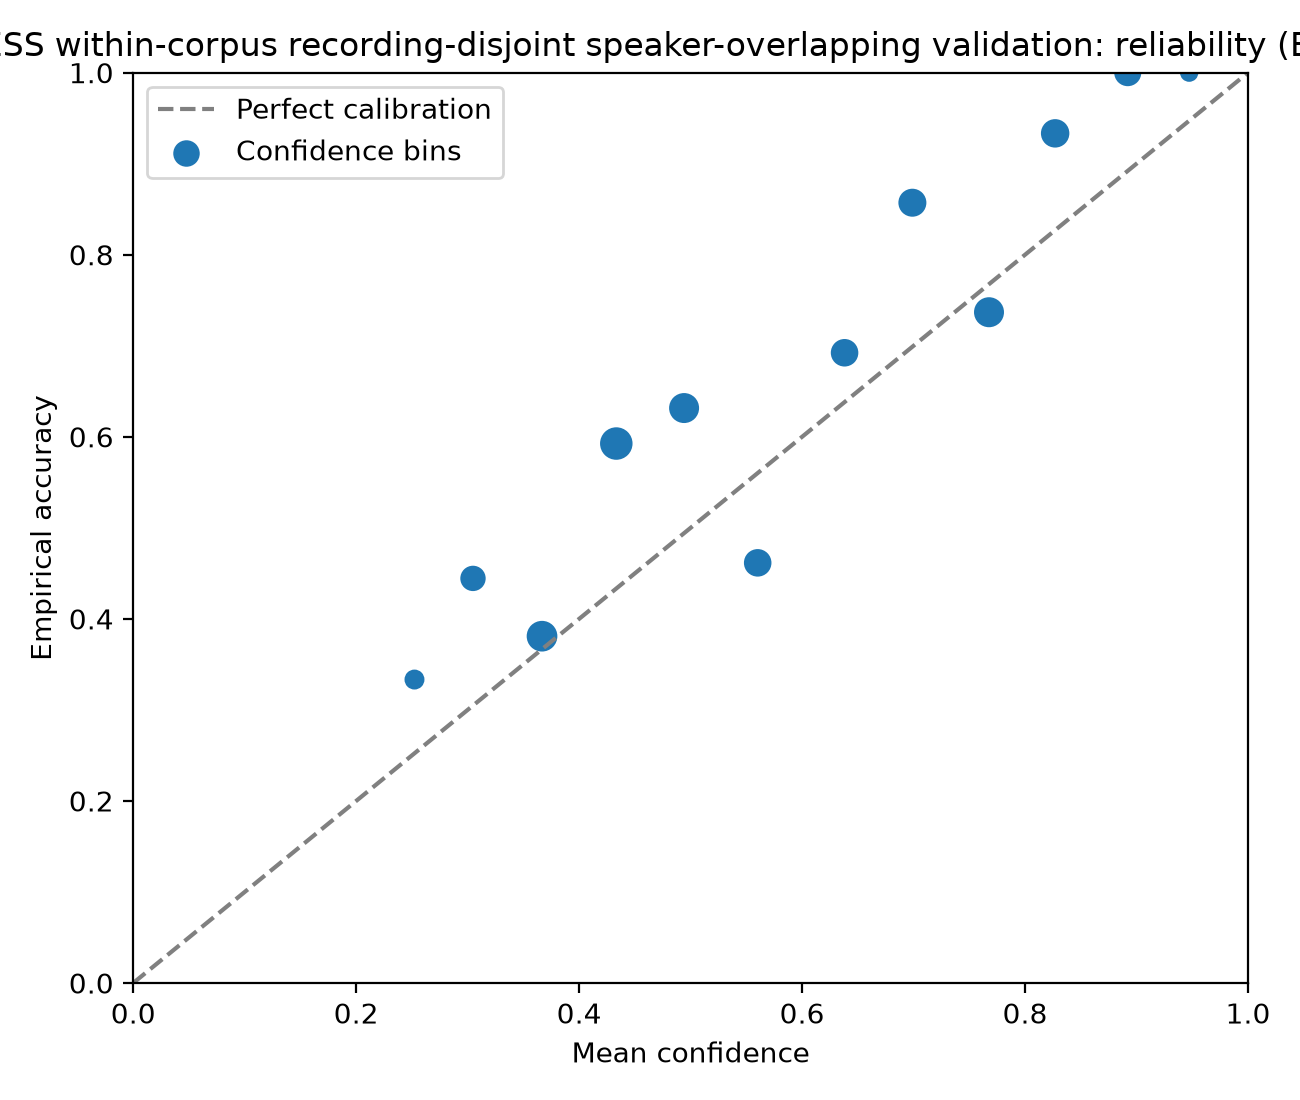 ESS within-corpus recording-disjoint speaker-overlapping validation: reliability (E
Perfect calibration
Confidence bins
1.0
0.8
0.6
0.4
0.2
0.0
Empirical accuracy
0.0 0.2 0.4 0.6 0.8 1.0
Mean confidence